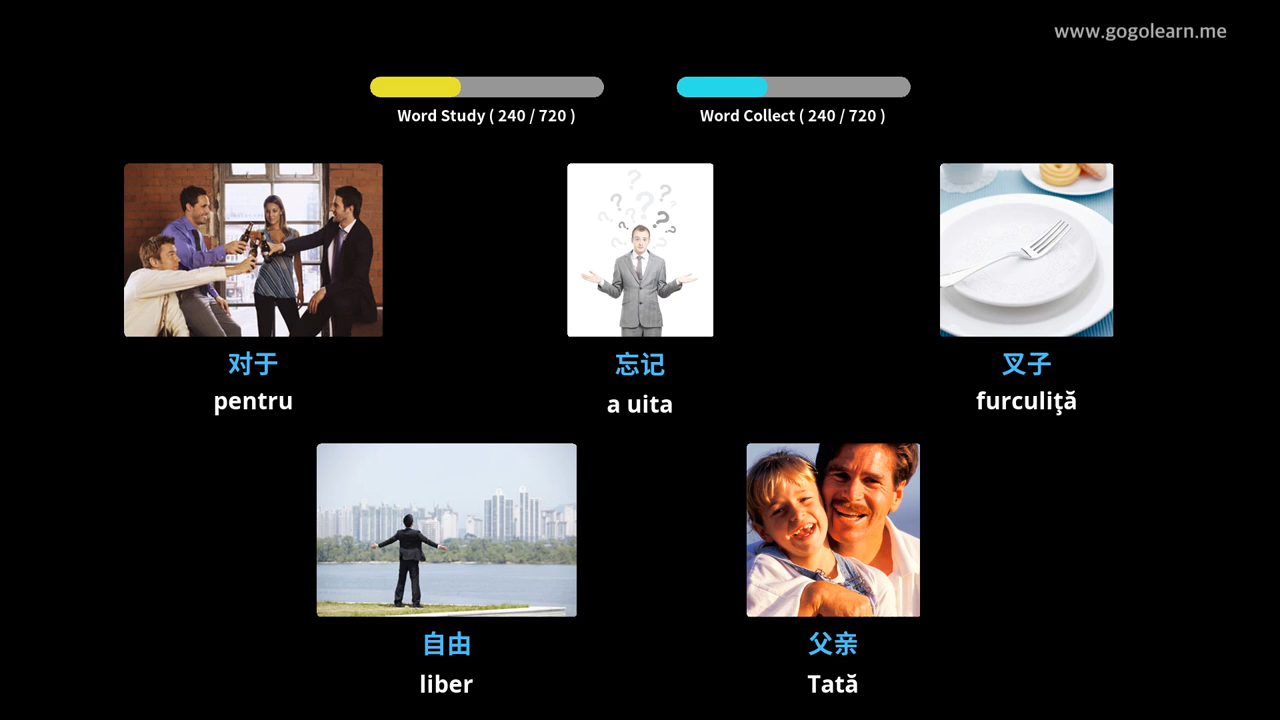 www.gogolearn.me
Word Study ( 240 / 720 )
Word Collect ( 240 / 720 )
对于
pentru
忘记
a uita
叉子
furculiţă
自由
liber
父亲
Tată